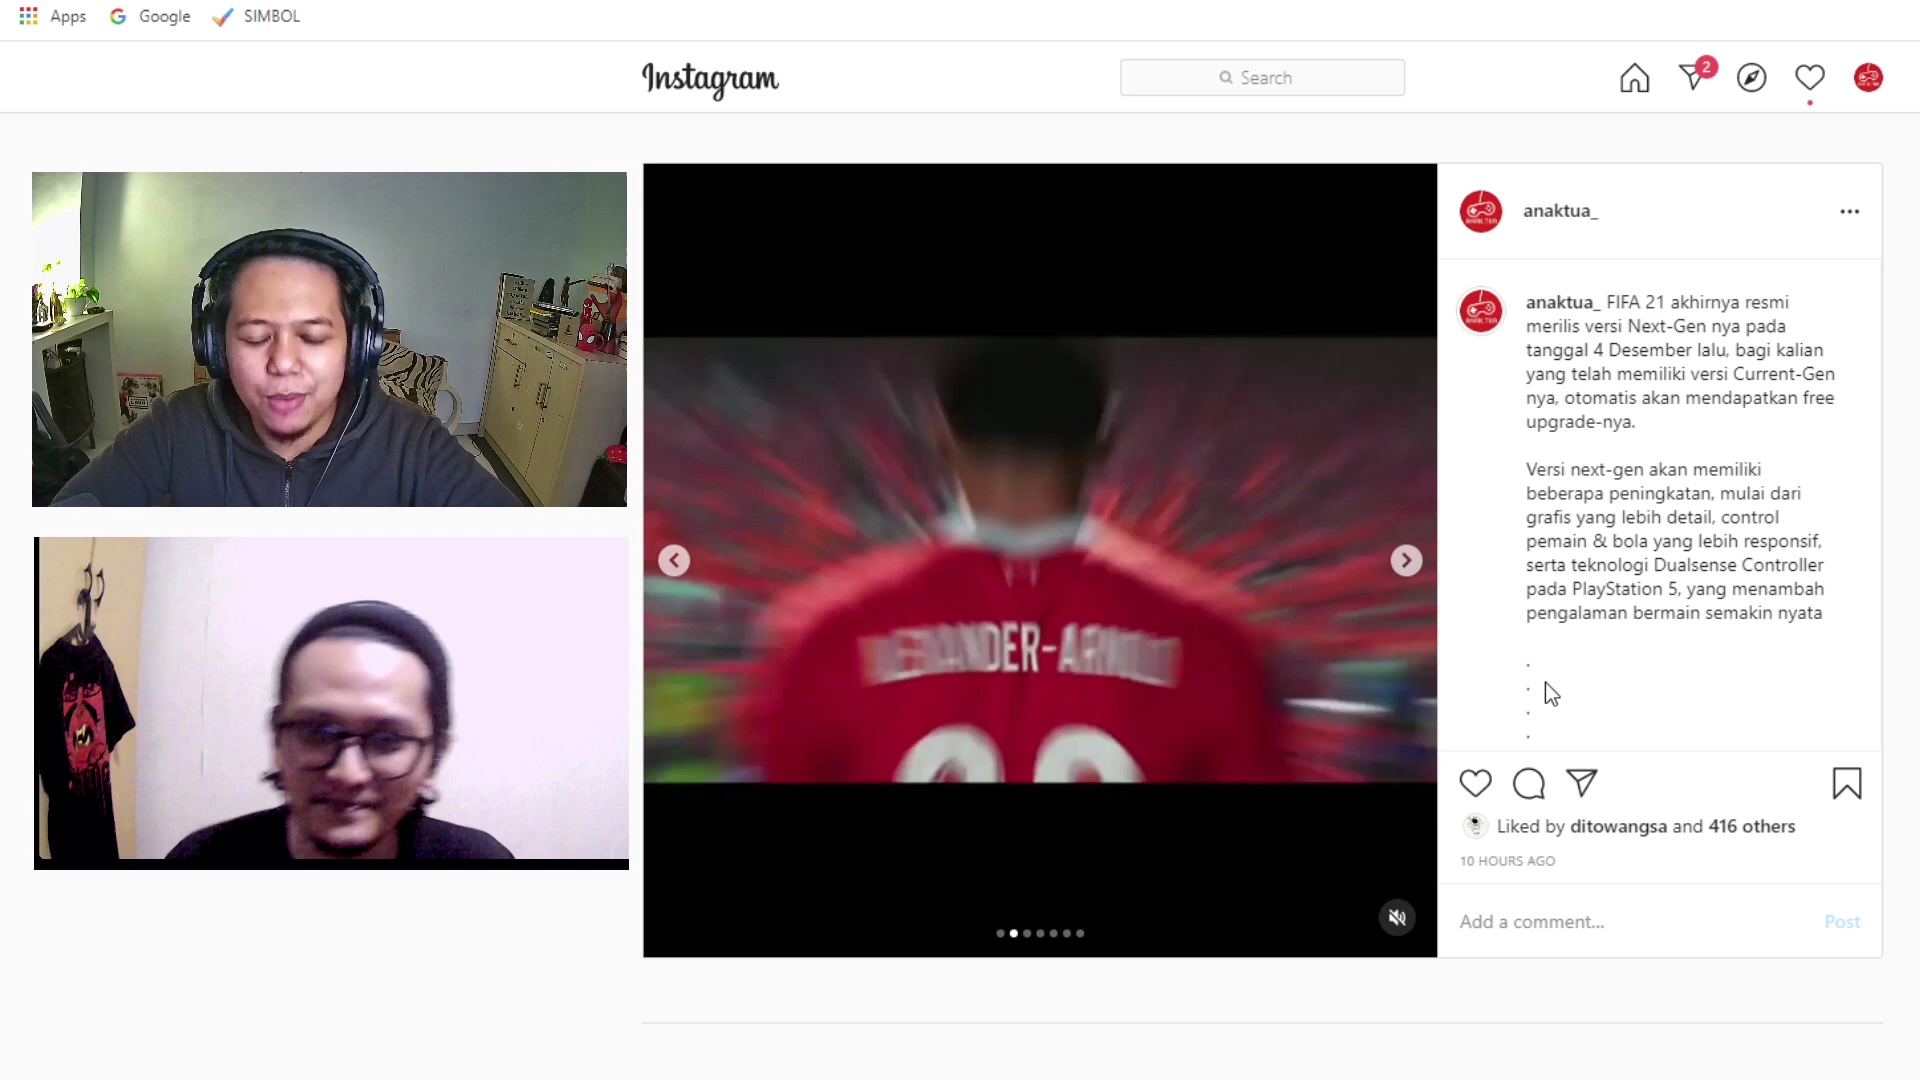 Apps
Google
SIMBOL
Instagram
Search
2
anaktua_
anaktua_ FIFA 21 akhirnya resmi
merilis versi Next-Gen nya pada
tanggal 4 Desember lalu, bagi kalian
yang telah memiliki versi Current-Gen
nya, otomatis akan mendapatkan free
upgrade-nya.
Versi next-gen akan memiliki
beberapa peningkatan, mulai dari
grafis yang lebih detail, control
pemain & bola yang lebih responsif,
serta teknologi Dualsense Controller
pada PlayStation 5, yang menambah
pengalaman bermain semakin nyata
.
.
.
.
ALEXANDER-ARNOLD
Liked by ditowangsa and 416 others
10 HOURS AGO
Add a comment...
Post